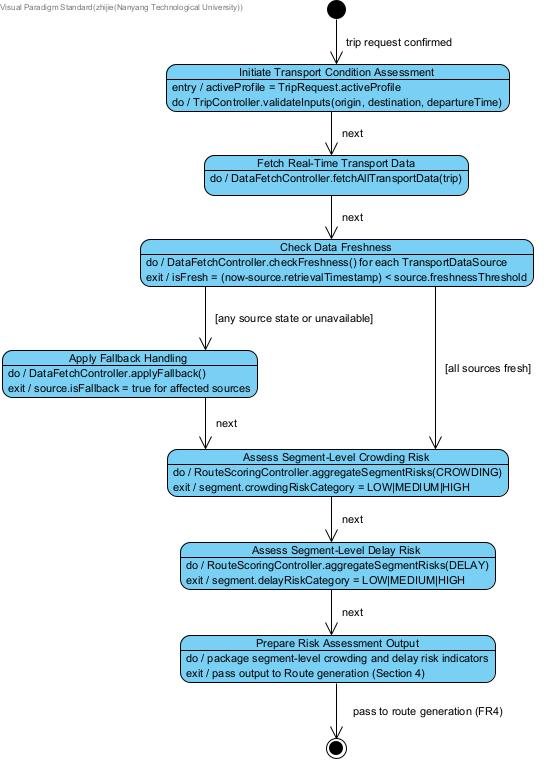 Visual Paradigm Standard(zhijie(Nanyang Technological University))
trip request confirmed
Initiate Transport Condition Assessment
entry / activeProfile = TripRequest.activeProfile
do / TripController.validateInputs(origin, destination, departureTime)
next
Fetch Real-Time Transport Data
do / DataFetchController.fetchAllTransportData(trip)
next
Check Data Freshness
do / DataFetchController.checkFreshness() for each TransportDataSource
exit / isFresh = (now-source.retrievalTimestamp) < source.freshnessThreshold
[any source state or unavailable]
Apply Fallback Handling
do / DataFetchController.applyFallback()
exit / source.isFallback = true for affected sources
[all sources fresh]
next
Assess Segment-Level Crowding Risk
do / RouteScoringController.aggregateSegmentRisks(CROWDING)
exit / segment.crowdingRiskCategory = LOW|MEDIUM|HIGH
next
Assess Segment-Level Delay Risk
do / RouteScoringController.aggregateSegmentRisks(DELAY)
exit / segment.delayRiskCategory = LOW|MEDIUM|HIGH
next
Prepare Risk Assessment Output
do / package segment-level crowding and delay risk indicators
exit / pass output to Route generation (Section 4)
pass to route generation (FR4)